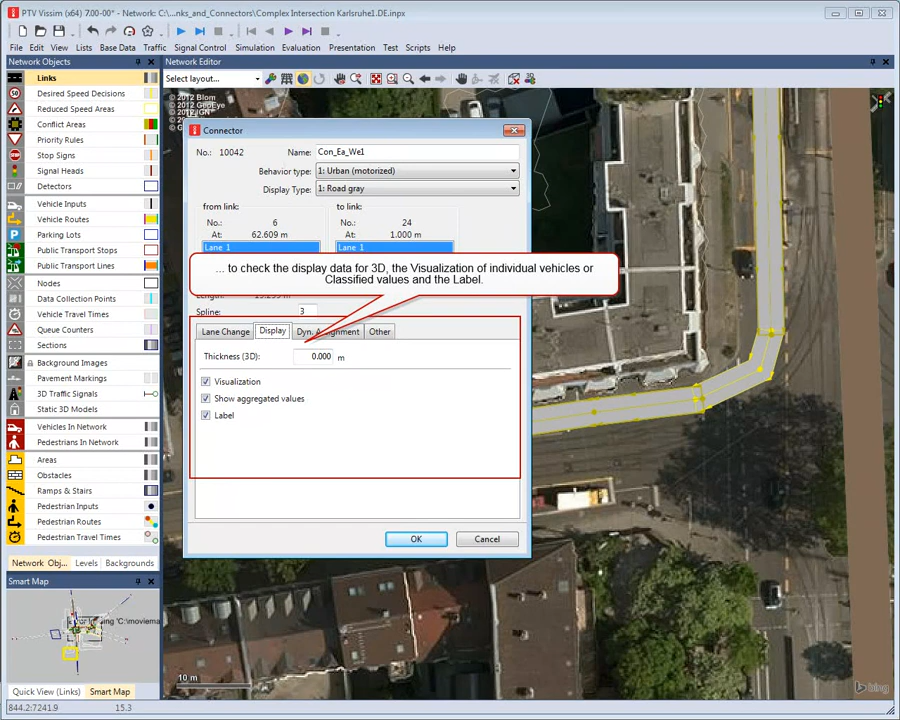 PTV Vissim (x64) 7.00-00* - Network: C:\...nks_and_Connectors\Complex Intersection Karlsruhe1.DE.inpx
File Edit View Lists Base Data Traffic Signal Control Simulation Evaluation Presentation Test Scripts Help
Network Objects
Links
Desired Speed Decisions
Reduced Speed Areas
Conflict Areas
Priority Rules
Stop Signs
Signal Heads
Detectors
Vehicle Inputs
Vehicle Routes
Parking Lots
Public Transport Stops
Public Transport Lines
Nodes
Data Collection Points
Vehicle Travel Times
Queue Counters
Sections
Background Images
Pavement Markings
3D Traffic Signals
Static 3D Models
Vehicles In Network
Pedestrians In Network
Areas
Obstacles
Ramps & Stairs
Pedestrian Inputs
Pedestrian Routes
Pedestrian Travel Times
Network Obj... Levels Backgrounds
Smart Map
Quick View (Links) Smart Map
844.2:7241.9 15.3
Network Editor
Select layout...
© 2012 Blom
© 2012 GeoEye
Connector
No.: 10042 Name: Con_Ea_We1
Behavior type: 1: Urban (motorized)
Display Type: 1: Road gray
from link: to link:
No.: 6 No.: 24
At: 62.609 m At: 1.000 m
Lane 1 Lane 1
... to check the display data for 3D, the Visualization of individual vehicles or
Classified values and the Label.
Spline: 3
Lane Change Display Dyn. Assignment Other
Thickness (3D): 0.000 m
Visualization
Show aggregated values
Label
OK Cancel
10 m
bing